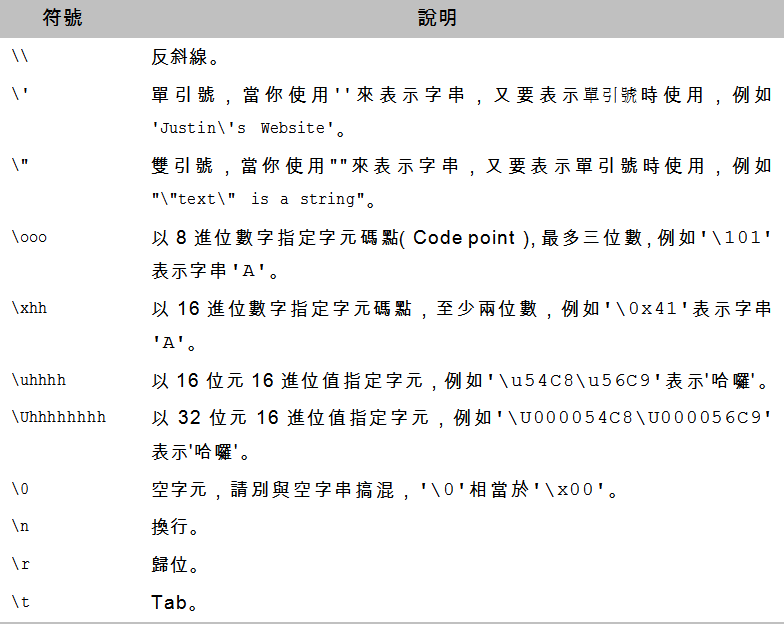 符號 說明
\\ 反斜線。
\' 單引號，當你使用''來表示字串，又要表示單引號時使用，例如
'Justin\'s Website'。
\" 雙引號，當你使用""來表示字串，又要表示單引號時使用，例如
"\"text\" is a string"。
\ooo 以 8 進位數字指定字元碼點( Code point ),最多三位數,例如'\101'
表示字串'A'。
\xhh 以 16 進位數字指定字元碼點，至少兩位數，例如'\0x41'表示字串
'A'。
\uhhhh 以 16 位元 16 進位值指定字元，例如'\u54C8\u56C9'表示'哈囉'。
\Uhhhhhhhh 以 32 位元 16 進位值指定字元，例如'\U000054C8\U000056C9'
表示'哈囉'。
\0 空字元，請別與空字串搞混，'\0'相當於'\x00'。
\n 換行。
\r 歸位。
\t Tab。